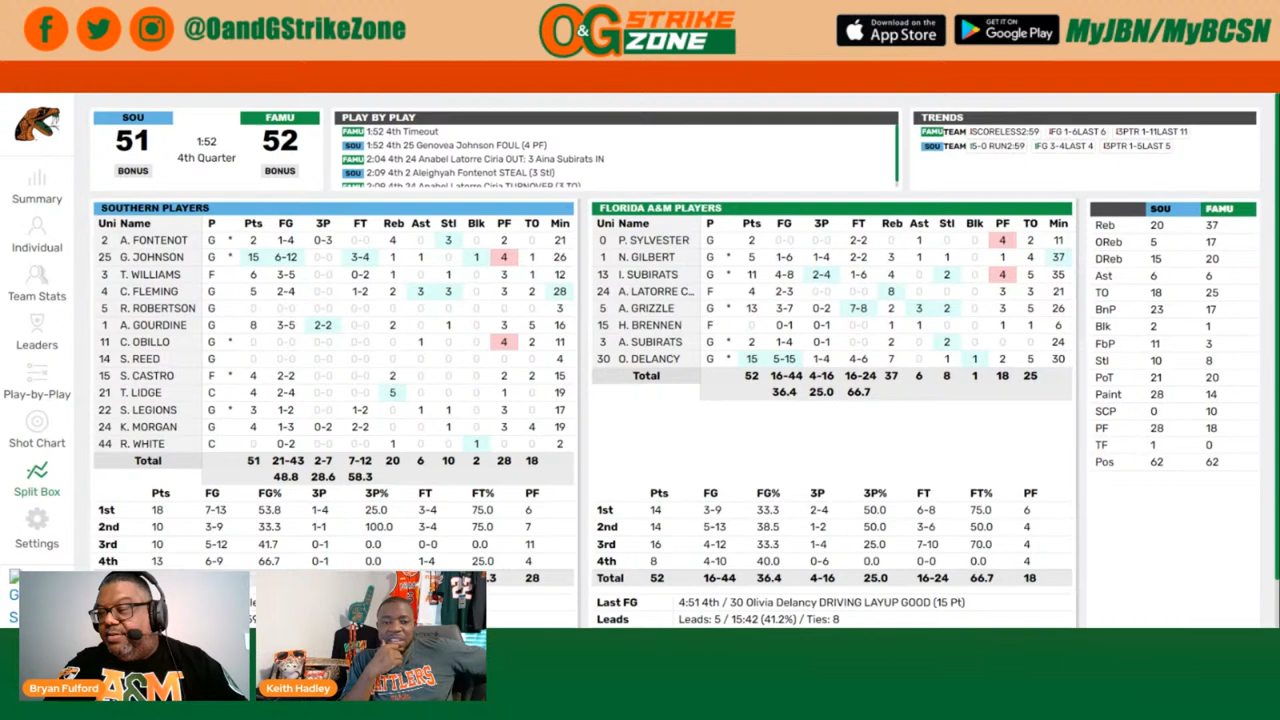 @OandGStrikeZone
O&G STRIKE ZONE
Download on the App Store
GET IT ON Google Play
MyJBN/MyBCSN
SOU FAMU
51 1:52 52
4th Quarter
BONUS BONUS
PLAY BY PLAY
FAMU 1:52 4th Timeout
SOU 1:52 4th 25 Genovea Johnson FOUL (4 PF)
FAMU 2:04 4th 24 Anabel Latorre Ciria OUT: 3 Aina Subirats IN
SOU 2:09 4th 2 Aleighyah Fontenot STEAL (3 Stl)
FAMU 2:09 4th 24 Anabel Latorre Ciria TURNOVER (3 TO)
TRENDS
FAMU TEAM ISCORELESS2:59 IFG 1-6LAST 6 I3PTR 1-11LAST 11
SOU TEAM I5-0 RUN2:59 IFG 3-4LAST 4 I3PTR 1-5LAST 5
Summary
Individual
Team Stats
Leaders
Play-by-Play
Shot Chart
Split Box
Settings
SOUTHERN PLAYERS
Uni Name P Pts FG 3P FT Reb Ast Stl Blk PF TO Min
2 A. FONTENOT G * 2 1-4 0-3 0-0 4 0 3 0 2 0 21
25 G. JOHNSON G * 15 6-12 0-0 3-4 1 1 0 1 4 1 26
3 T. WILLIAMS F 6 3-5 0-0 0-2 1 0 1 0 3 1 12
4 C. FLEMING G * 5 2-4 0-0 1-2 2 3 3 0 3 2 28
5 R. ROBERTSON G 0 0-0 0-0 0-0 0 0 0 0 0 0 3
1 A. GOURDINE G 8 3-5 2-2 0-0 2 0 1 0 3 5 16
11 C. OBILLO P 0 0-0 0-0 0-0 0 1 0 0 4 2 11
14 S. REED G 0 0-0 0-0 0-0 0 0 0 0 0 0 4
15 S. CASTRO F * 4 2-2 0-0 0-0 2 0 0 0 2 2 15
21 T. LIDGE C 4 2-4 0-0 0-0 5 0 0 0 1 0 19
22 S. LEGIONS G * 3 1-2 0-0 1-2 0 1 1 0 3 0 17
24 K. MORGAN G 4 1-3 0-2 2-2 0 0 1 0 3 4 19
44 R. WHITE C 0 0-2 0-0 0-0 1 0 0 1 0 0 2
Total 51 21-43 2-7 7-12 20 6 10 2 28 18
48.8 28.6 58.3
Pts FG FG% 3P 3P% FT FT% PF
1st 18 7-13 53.8 1-4 25.0 3-4 75.0 6
2nd 10 3-9 33.3 1-1 100.0 3-4 75.0 7
3rd 10 5-12 41.7 0-1 0.0 0-0 0.0 11
4th 13 6-9 66.7 0-1 0.0 1-4 25.0 4
.3 28
FLORIDA A&M PLAYERS
Uni Name P Pts FG 3P FT Reb Ast Stl Blk PF TO Min
0 P. SYLVESTER G 2 0-0 0-0 2-2 0 1 0 0 4 2 11
1 N. GILBERT G * 5 1-6 1-4 2-2 3 1 1 0 1 4 37
13 I. SUBIRATS G * 11 4-8 2-4 1-6 4 0 2 0 4 5 35
24 A. LATORRE C... F 4 2-3 0-0 0-0 8 0 0 0 3 3 21
5 A. GRIZZLE G * 13 3-7 0-2 7-8 2 3 2 0 3 5 26
15 H. BRENNEN F 0 0-1 0-1 0-0 1 0 0 0 1 1 6
3 A. SUBIRATS G * 2 1-4 0-1 0-0 2 0 2 0 0 0 24
30 O. DELANCY G * 15 5-15 1-4 4-6 7 0 1 1 2 5 30
Total 52 16-44 4-16 16-24 37 6 8 1 18 25
36.4 25.0 66.7
Pts FG FG% 3P 3P% FT FT% PF
1st 14 3-9 33.3 2-4 50.0 6-8 75.0 6
2nd 14 5-13 38.5 1-2 50.0 3-6 50.0 4
3rd 16 4-12 33.3 1-4 25.0 7-10 70.0 4
4th 8 4-10 40.0 0-6 0.0 0-0 0.0 4
Total 52 16-44 36.4 4-16 25.0 16-24 66.7 18
Last FG 4:51 4th / 30 Olivia Delancy DRIVING LAYUP GOOD (15 Pt)
Leads Leads: 5 / 15:42 (41.2%) / Ties: 8
SOU FAMU
Reb 20 37
OReb 5 17
DReb 15 20
Ast 6 6
TO 18 25
BnP 23 17
Blk 2 1
FbP 11 3
Stl 10 8
PoT 21 20
Paint 28 14
SCP 0 10
PF 28 18
TF 1 0
Pos 62 62
A&M
RATTLERS
22
Bryan Fulford
Keith Hadley